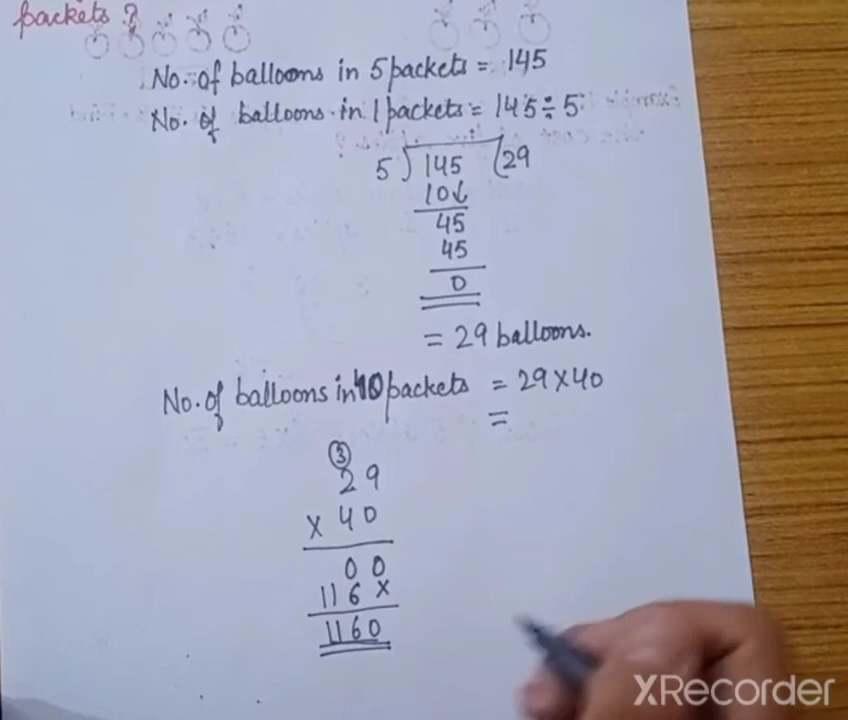 packets ?
No. of balloons in 5 packets = 145
No. of balloons in 1 packets = 145 ÷ 5
5 ) 145 ( 29
10↓
45
45
0
= 29 balloons.
No. of balloons in 40 packets = 29 x 40
=
3
29
x 40
00
116 x
1160
XRecorder